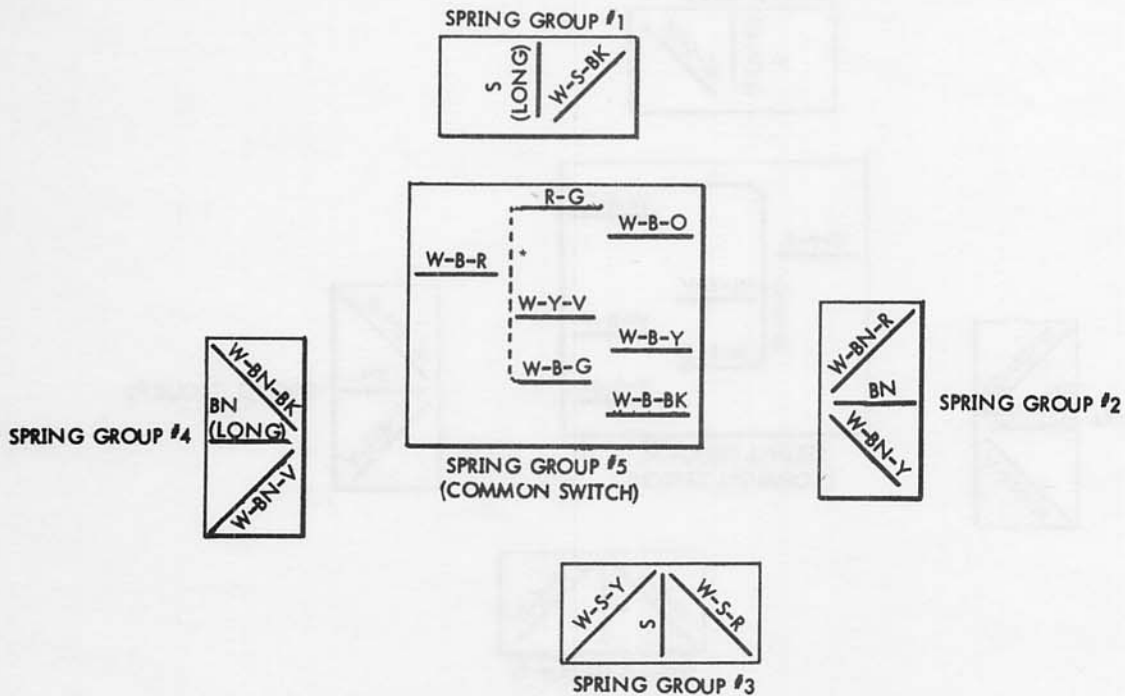 SPRING GROUP #1
S
(LONG)
W-S-BK
R-G
W-B-O
*
W-B-R
W-Y-V
W-B-Y
W-B-G
W-B-BK
SPRING GROUP #5
(COMMON SWITCH)
SPRING GROUP #4
W-BN-BK
BN
(LONG)
W-BN-V
W-BN-R
BN
W-BN-Y
SPRING GROUP #2
W-S-Y
S
W-S-R
SPRING GROUP #3